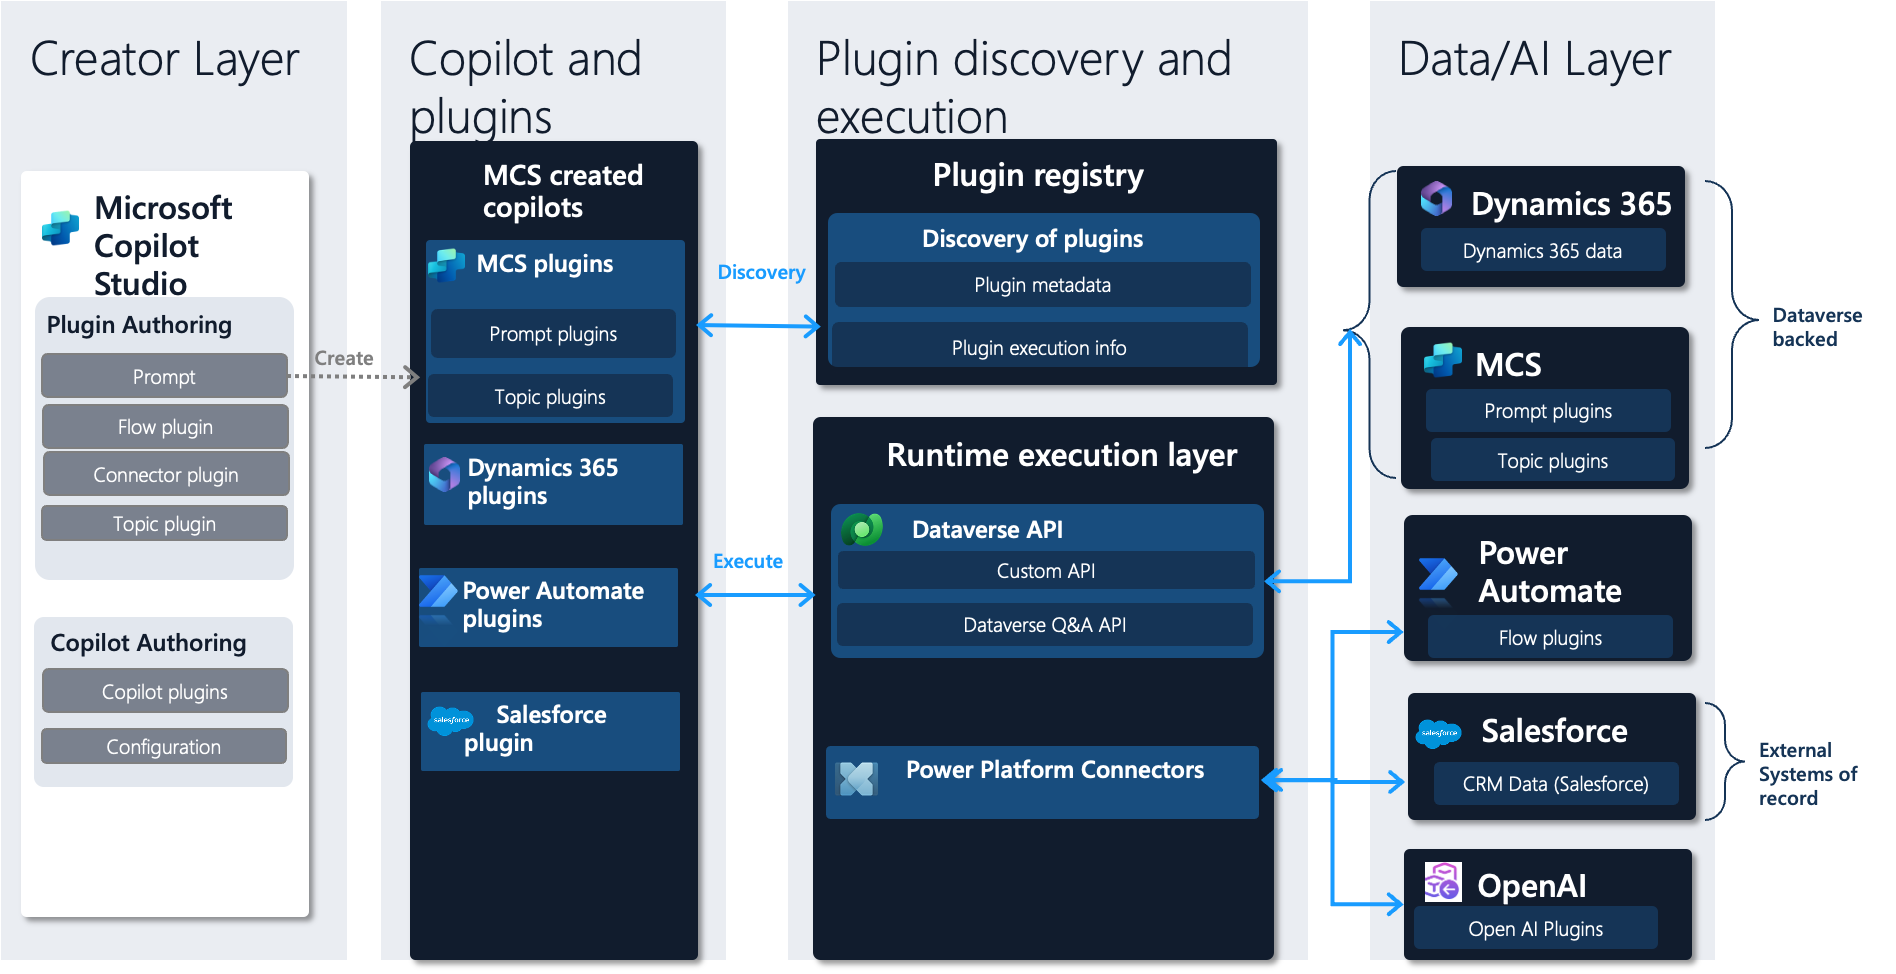 Creator Layer
Microsoft
Copilot
Studio
Plugin Authoring
Prompt
Flow plugin
Connector plugin
Topic plugin
Copilot Authoring
Copilot plugins
Configuration
Create
Copilot and
plugins
MCS created
copilots
MCS plugins
Prompt plugins
Topic plugins
Dynamics 365
plugins
Power Automate
plugins
salesforce
Salesforce
plugin
Discovery
Execute
Plugin discovery and
execution
Plugin registry
Discovery of plugins
Plugin metadata
Plugin execution info
Runtime execution layer
Dataverse API
Custom API
Dataverse Q&A API
Power Platform Connectors
Data/AI Layer
Dynamics 365
Dynamics 365 data
MCS
Prompt plugins
Topic plugins
Dataverse
backed
Power
Automate
Flow plugins
salesforce
Salesforce
CRM Data (Salesforce)
External
Systems of
record
OpenAI
Open AI Plugins